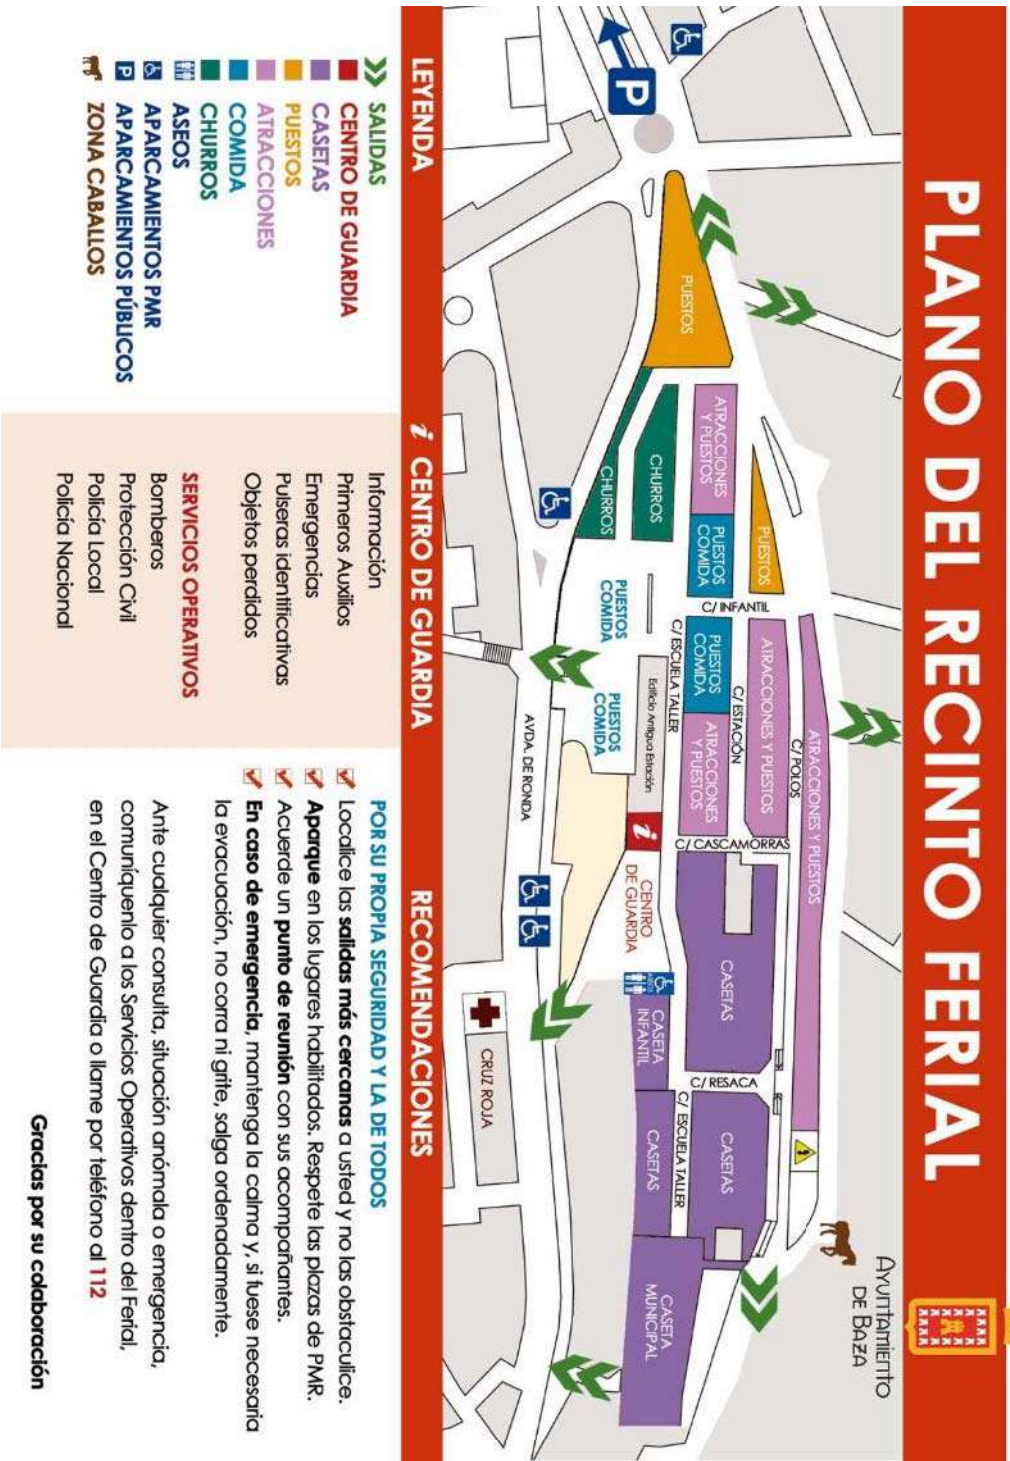 PLANO DEL RECINTO FERIAL
AYUNTAMIENTO
DE BAZA
P
PUESTOS
ATRACCIONES
Y PUESTOS
PUESTOS
COMIDA
PUESTOS
CHURROS
CHURROS
C/ INFANTIL
PUESTOS
COMIDA
ATRACCIONES Y PUESTOS
C/ POLOS
ATRACCIONES Y PUESTOS
C/ ESTACIÓN
PUESTOS
COMIDA
ATRACCIONES
Y PUESTOS
C/ ESCUELA TALLER
Edificio Antigua Estación
PUESTOS
COMIDA
i
CENTRO
DE GUARDIA
C/ CASCAMORRAS
CASETAS
C/ RESACA
CASETAS
ASEOS
CASETA
INFANTIL
C/ ESCUELA TALLER
CASETAS
CASETA
MUNICIPAL
AVDA. DE RONDA
CRUZ ROJA
LEYENDA
SALIDAS
CENTRO DE GUARDIA
CASETAS
PUESTOS
ATRACCIONES
COMIDA
CHURROS
ASEOS
APARCAMIENTOS PMR
P APARCAMIENTOS PÚBLICOS
ZONA CABALLOS
i CENTRO DE GUARDIA
Información
Primeros Auxilios
Emergencias
Pulseras identificativas
Objetos perdidos
SERVICIOS OPERATIVOS
Bomberos
Protección Civil
Policía Local
Policía Nacional
RECOMENDACIONES
POR SU PROPIA SEGURIDAD Y LA DE TODOS
Localice las salidas más cercanas a usted y no las obstaculice.
Aparque en los lugares habilitados. Respete las plazas de PMR.
Acuerde un punto de reunión con sus acompañantes.
En caso de emergencia, mantenga la calma y, si fuese necesaria
la evacuación, no corra ni grite, salga ordenadamente.
Ante cualquier consulta, situación anómala o emergencia,
comuníquenlo a los Servicios Operativos dentro del Ferial,
en el Centro de Guardia o llame por teléfono al 112
Gracias por su colaboración